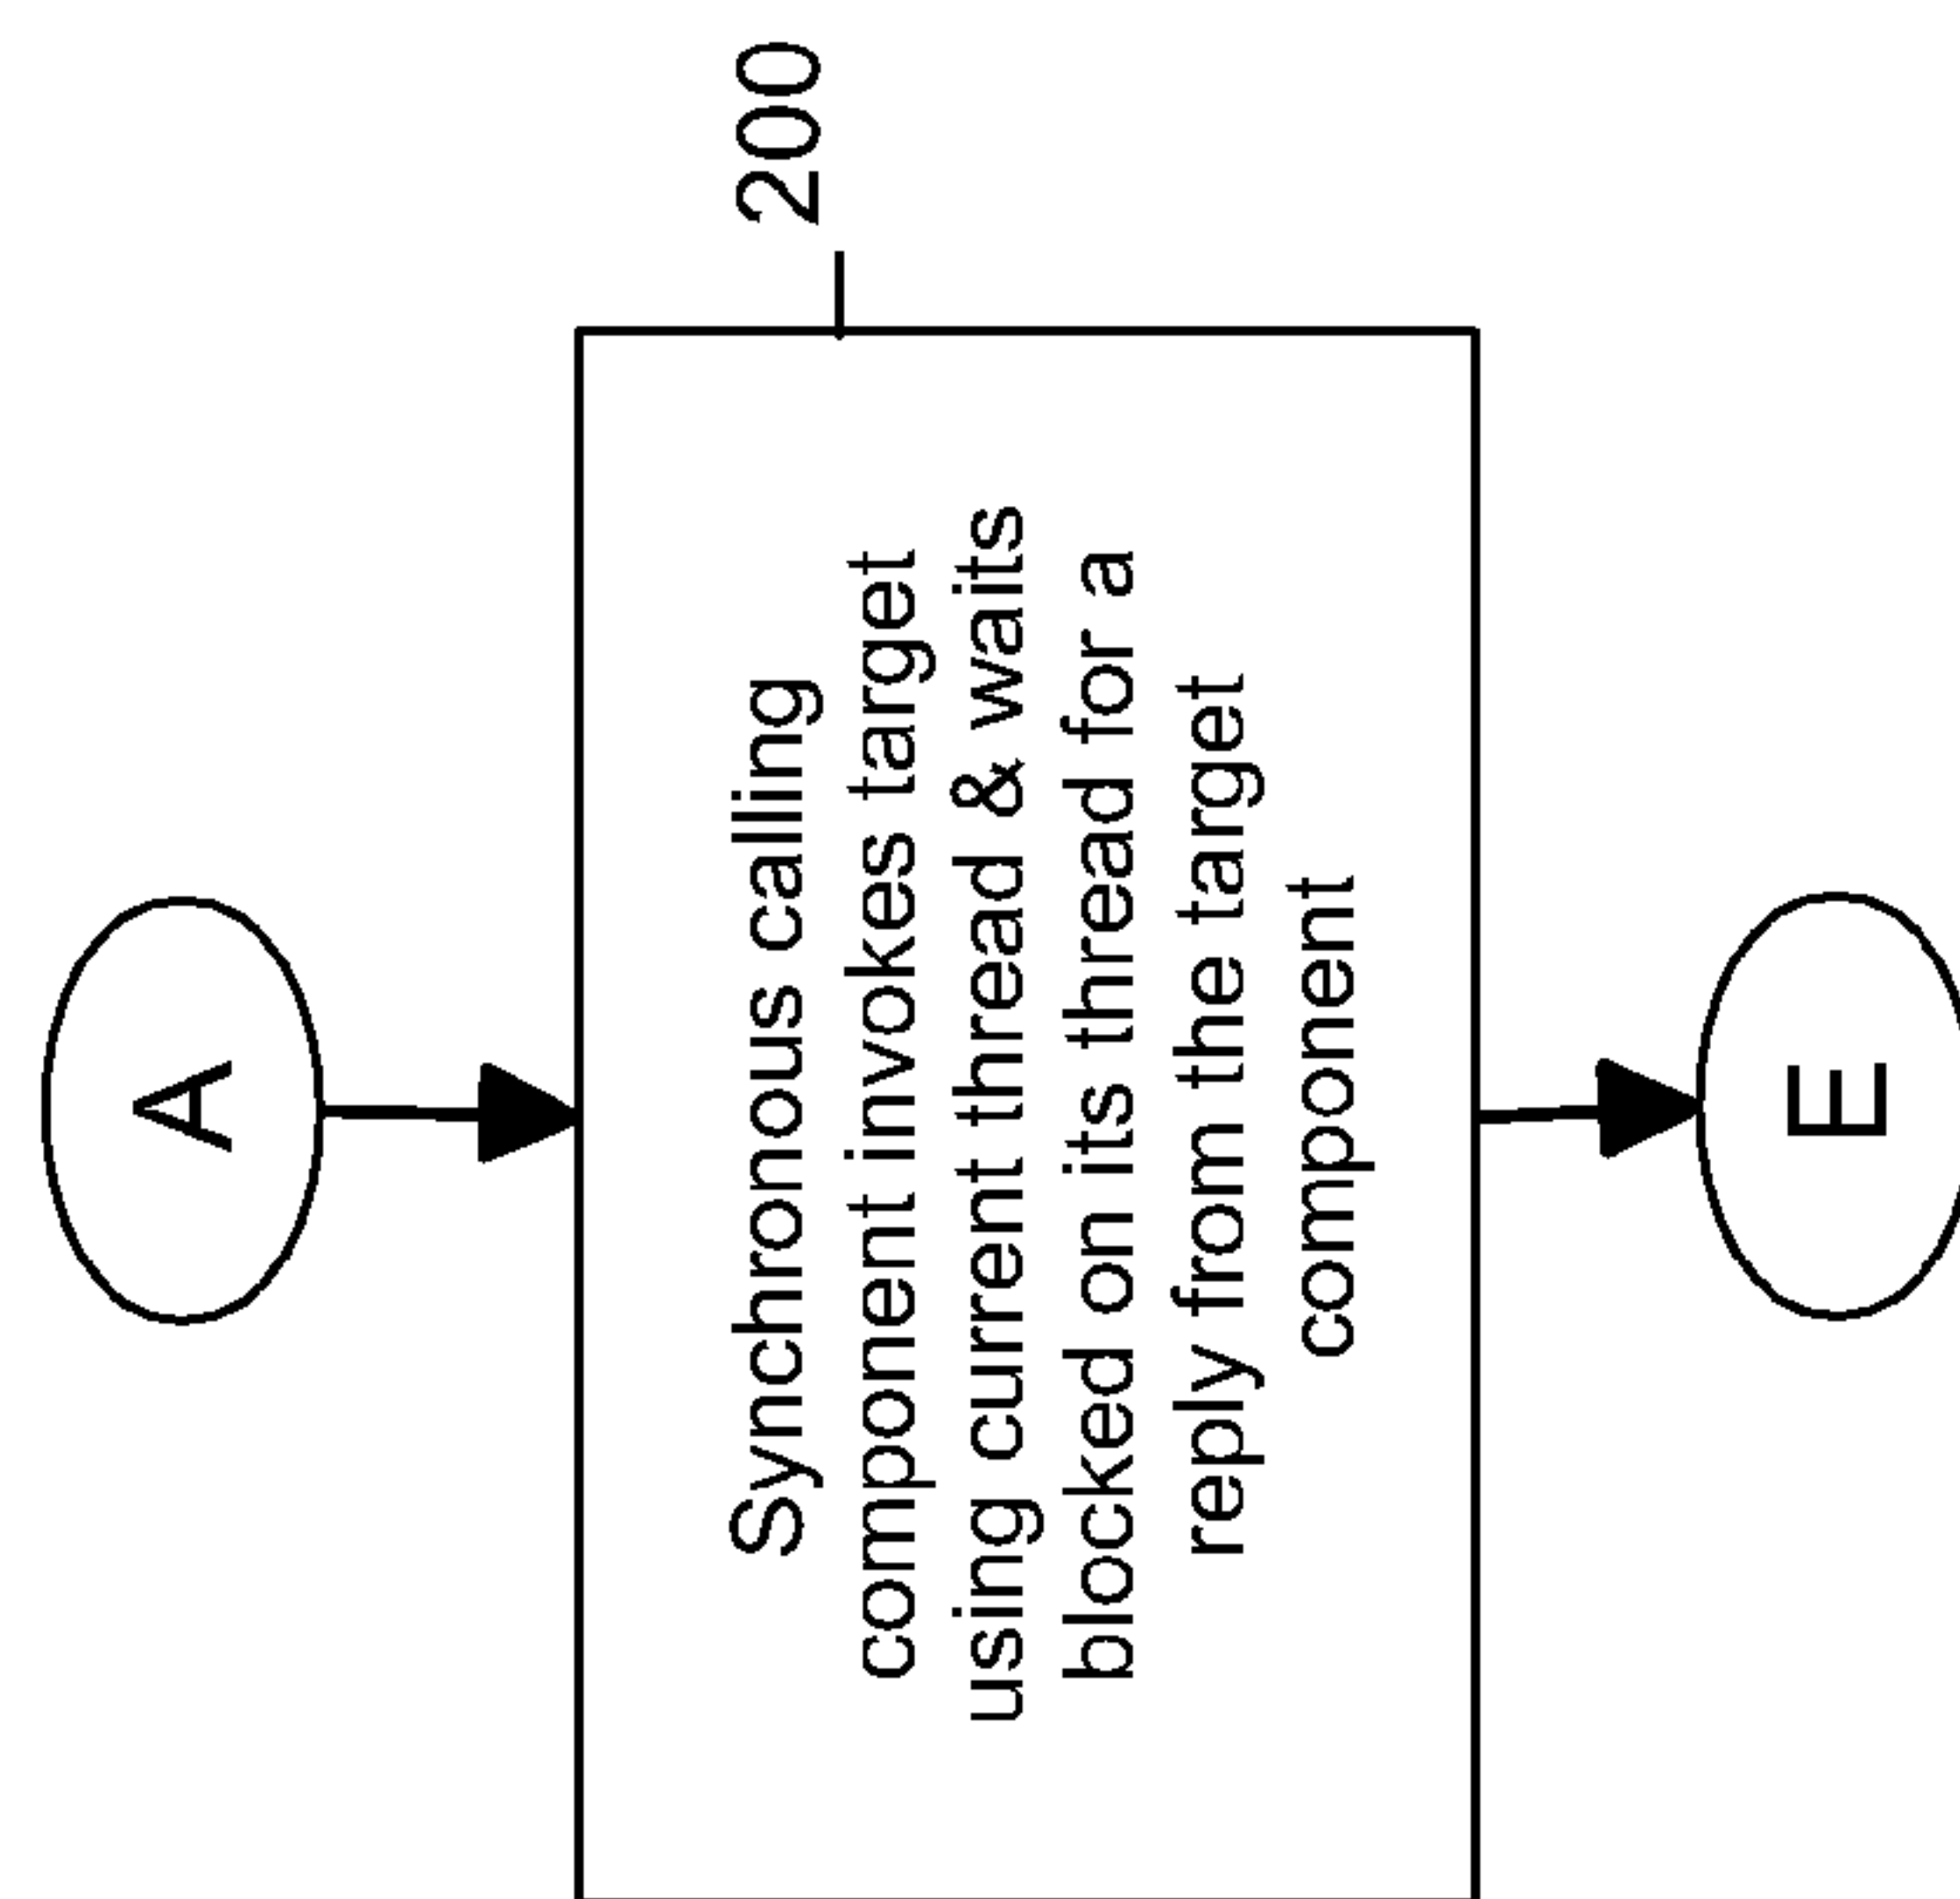 A
200
Synchronous calling
component invokes target
using current thread & waits
blocked on its thread for a
reply from the target
component
E